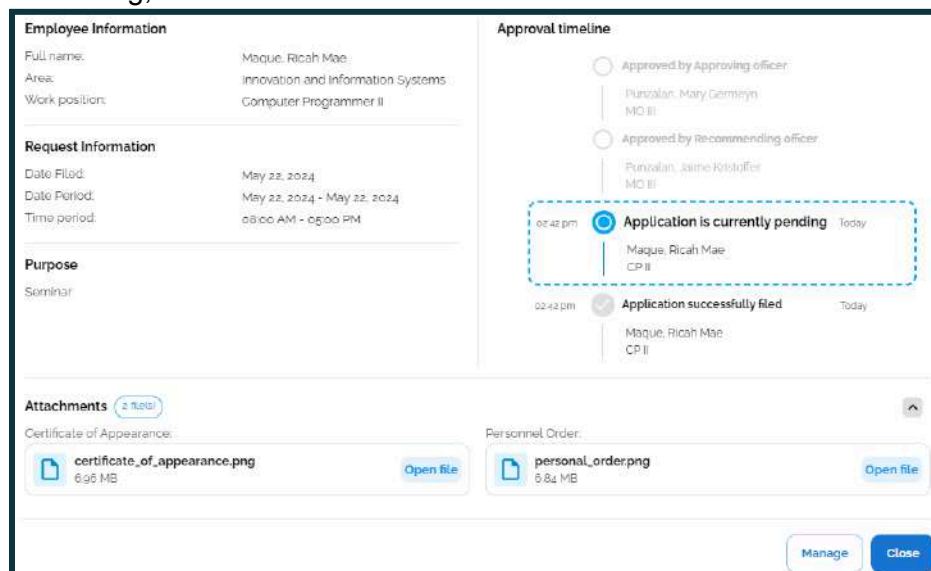 Employee Information
Full name: Maque, Ricah Mae
Area: Innovation and Information Systems
Work position: Computer Programmer II
Request Information
Date Filed: May 22, 2024
Date Period: May 22, 2024 - May 22, 2024
Time period: 08:00 AM - 05:00 PM
Purpose
Seminar
Approval timeline
Approved by Approving officer
Punzalan, Mary Germeyn
MO III
Approved by Recommending officer
Punzalan, Jaime Kristoffer
MO III
02:42 pm Application is currently pending Today
Maque, Ricah Mae
CP II
02:42 pm Application successfully filed Today
Maque, Ricah Mae
CP II
Attachments 2 file(s)
Certificate of Appearance:
certificate_of_appearance.png
6.96 MB
Open file
Personnel Order:
personal_order.png
6.84 MB
Open file
Manage Close